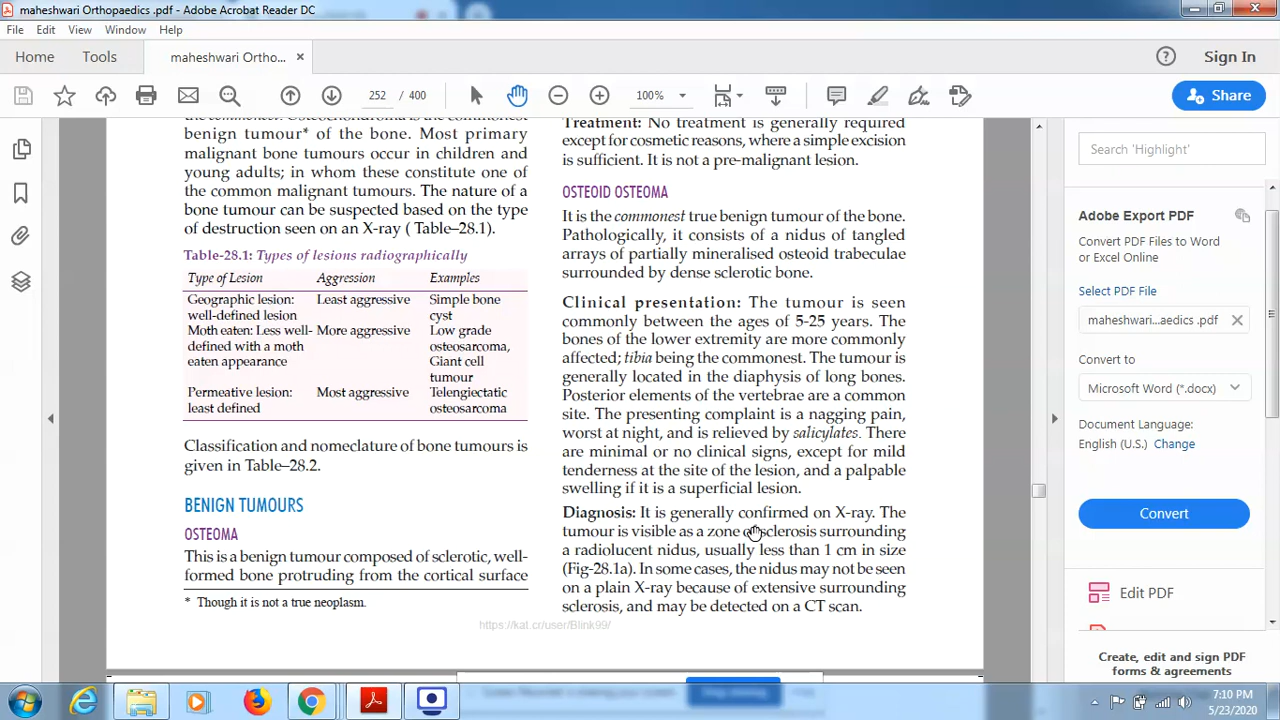 maheshwari Orthopaedics .pdf - Adobe Acrobat Reader DC
File Edit View Window Help
Home Tools maheshwari Ortho... × Sign In
252 / 400 100% Share
the commonest. Osteochondroma is the commonest
benign tumour* of the bone. Most primary
malignant bone tumours occur in children and
young adults; in whom these constitute one of
the common malignant tumours. The nature of a
bone tumour can be suspected based on the type
of destruction seen on an X-ray ( Table–28.1).
Table-28.1: Types of lesions radiographically
Type of Lesion Aggression Examples
Geographic lesion: Least aggressive Simple bone
well-defined lesion cyst
Moth eaten: Less well- More aggressive Low grade
defined with a moth osteosarcoma,
eaten appearance Giant cell
tumour
Permeative lesion: Most aggressive Telengiectatic
least defined osteosarcoma
Classification and nomeclature of bone tumours is
given in Table–28.2.
BENIGN TUMOURS
OSTEOMA
This is a benign tumour composed of sclerotic, well-
formed bone protruding from the cortical surface
* Though it is not a true neoplasm.
Treatment: No treatment is generally required
except for cosmetic reasons, where a simple excision
is sufficient. It is not a pre-malignant lesion.
OSTEOID OSTEOMA
It is the commonest true benign tumour of the bone.
Pathologically, it consists of a nidus of tangled
arrays of partially mineralised osteoid trabeculae
surrounded by dense sclerotic bone.
Clinical presentation: The tumour is seen
commonly between the ages of 5-25 years. The
bones of the lower extremity are more commonly
affected; tibia being the commonest. The tumour is
generally located in the diaphysis of long bones.
Posterior elements of the vertebrae are a common
site. The presenting complaint is a nagging pain,
worst at night, and is relieved by salicylates. There
are minimal or no clinical signs, except for mild
tenderness at the site of the lesion, and a palpable
swelling if it is a superficial lesion.
Diagnosis: It is generally confirmed on X-ray. The
tumour is visible as a zone of sclerosis surrounding
a radiolucent nidus, usually less than 1 cm in size
(Fig-28.1a). In some cases, the nidus may not be seen
on a plain X-ray because of extensive surrounding
sclerosis, and may be detected on a CT scan.
https://kat.cr/user/Blink99/
Search 'Highlight'
Adobe Export PDF
Convert PDF Files to Word
or Excel Online
Select PDF File
maheshwari...aedics .pdf ×
Convert to
Microsoft Word (*.docx)
Document Language:
English (U.S.) Change
Convert
Edit PDF
Create, edit and sign PDF
forms & agreements
7:10 PM
5/23/2020